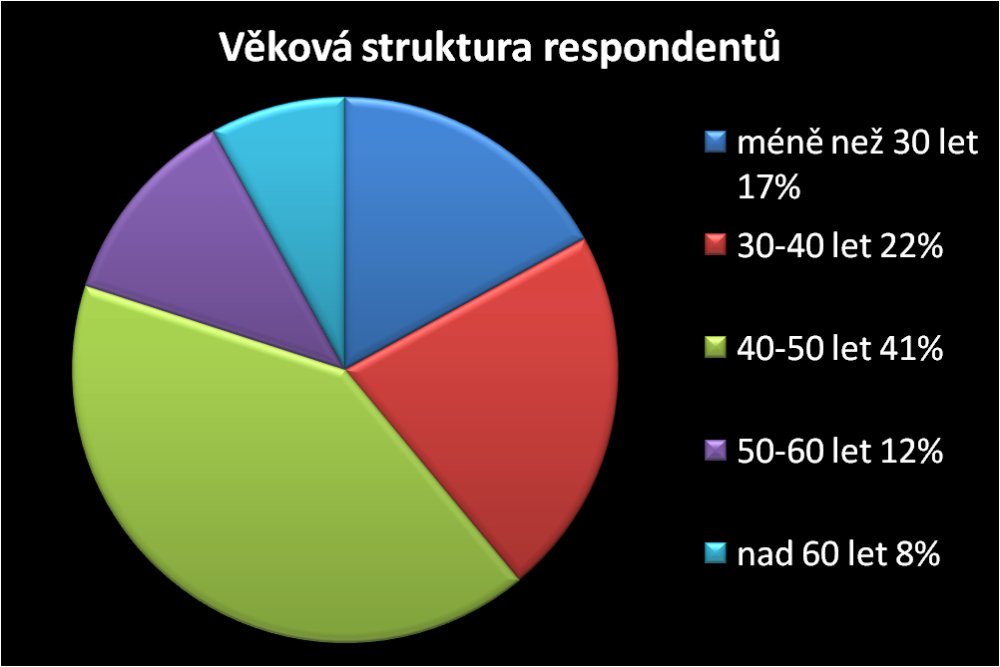 Věková struktura respondentů
méně než 30 let
17%
30-40 let 22%
40-50 let 41%
50-60 let 12%
nad 60 let 8%